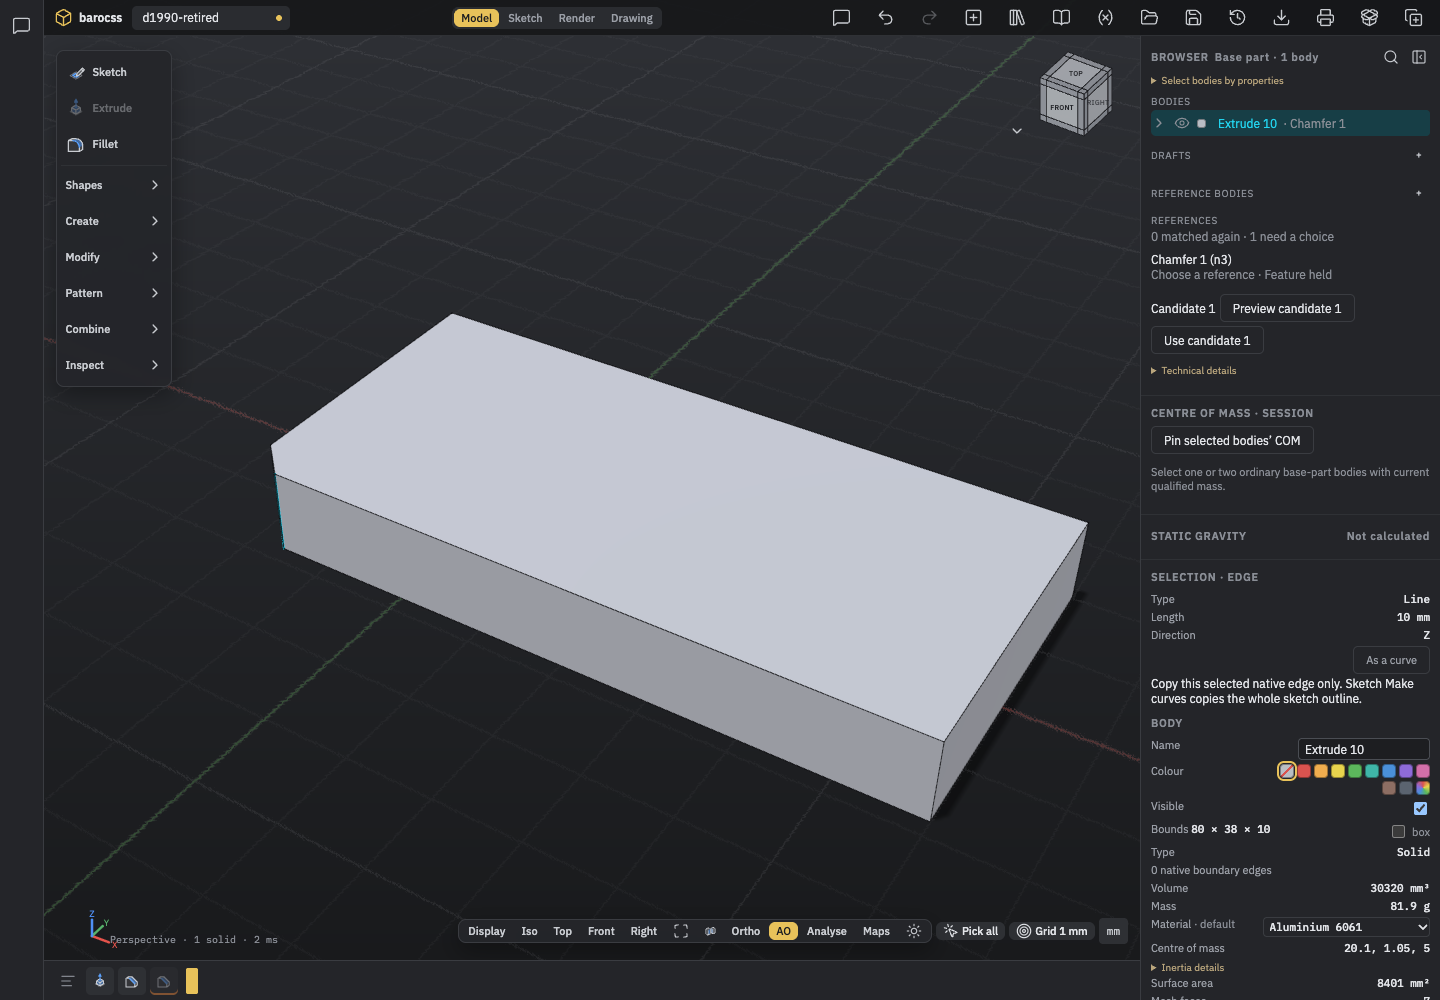 barocss
d1990-retired
Model Sketch Render Drawing
Sketch
Extrude
Fillet
Shapes
Create
Modify
Pattern
Combine
Inspect
TOP
FRONT
RIGHT
BROWSER Base part · 1 body
Select bodies by properties
BODIES
Extrude 10 · Chamfer 1
DRAFTS
REFERENCE BODIES
REFERENCES
0 matched again · 1 need a choice
Chamfer 1 (n3)
Choose a reference · Feature held
Candidate 1 Preview candidate 1
Use candidate 1
Technical details
CENTRE OF MASS · SESSION
Pin selected bodies’ COM
Select one or two ordinary base-part bodies with current
qualified mass.
STATIC GRAVITY Not calculated
SELECTION · EDGE
Type Line
Length 10 mm
Direction Z
As a curve
Copy this selected native edge only. Sketch Make
curves copies the whole sketch outline.
BODY
Name Extrude 10
Colour
Visible
Bounds 80 × 38 × 10 box
Type Solid
0 native boundary edges
Volume 30320 mm³
Mass 81.9 g
Material · default Aluminium 6061
Centre of mass 20.1, 1.05, 5
Inertia details
Surface area 8401 mm²
Z
Y
X
Perspective · 1 solid · 2 ms
Display Iso Top Front Right Ortho AO Analyse Maps Pick all Grid 1 mm mm